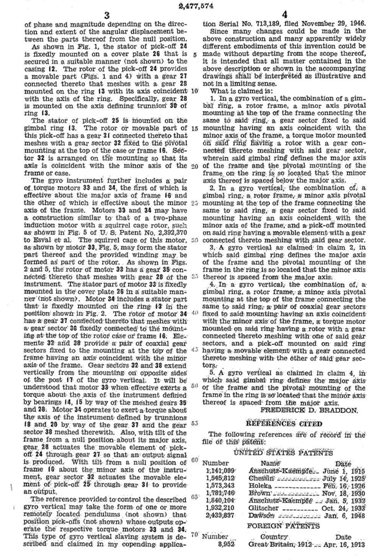 2,477,574
3
of phase and magnitude depending on the direction and extent of the angular displacement between the parts thereof from the null position.
As shown in Fig. 1, the stator of pick-off 24
is fixedly mounted on a cover plate 26 that is
secured in a suitable manner (not shown) to the
casing 12. The rotor of the pick-off 24 provides
a movable part (Figs. 1 and 4) with a gear 27
connected thereto that meshes with a gear 28
mounted on the ring 13 with its axis coincident
with the axis of the ring. Specifically, gear 28
is mounted on the axis defining trunnion 20 of
ring 13.
The stator of pick-off 25 is mounted on the
gimbal ring 13. The rotor or movable part of
this pick-off has a gear 31 connected thereto that
meshes with a gear sector 32 fixed to the pivotal
mounting at the top of the case or frame 10. Sector 32 is arranged on the mounting so that its
axis is coincident with the minor axis of the
frame or case.
The gyro instrument further includes a pair
of torque motors 33 and 34, the first of which is
effective about the major axis of frame 10 and
the other of which is effective about the minor
axis of the frame. Motors 33 and 34 may have
a construction similar to that of a two-phase
induction motor with a squirrel cage rotor, such
as shown in Fig. 5 of U. S. Patent No. 2,392,370
to Esval et al. The squirrel cage of this motor,
as shown by motor 33, Fig. 5, may form the stator
part thereof and the provided winding may be
formed as part of the rotor. As shown in Figs.
2 and 5, the rotor of motor 33 has a gear 35 connected thereto that meshes with gear 28 of the
instrument. The stator part of motor 33 is fixedly
mounted in the cover plate 26 in a suitable manner (not shown). Motor 34 includes a stator part
that is fixedly mounted on the ring 13 in the
position shown in Fig. 2. The rotor of motor 34
has a gear 37 connected thereto that meshes with
a gear sector 36 fixedly connected to the mounting at the top of the rotor case or frame 10. Elements 32 and 36 provide a pair of coaxial gear
sectors fixed to the mounting at the top of the
frame having an axis coincident with the minor
axis of the frame. Gear sectors 32 and 36 extend
vertically from the mounting on opposite sides
of the post 17 of the gyro vertical. It will be
understood that motor 33 when effective exerts a
torque about the axis of the instrument defined
by bearings 14, 15 by way of the meshed gears 35
and 28. Motor 34 operates to exert a torque about
the axis of the instrument defined by trunnions
18 and 20 by way of the gear 37 and the gear
sector 36 meshed therewith. Also, with tilt of the
frame from a null position about its major axis,
gear 28 actuates the movable element of pick-off 24 through gear 27 so that an output signal
is produced. With tilt from a null position of
frame 10 about the minor axis of the instrument, gear sector 32 actuates the movable element of pick-off 25 through gear 31 to provide
an output.
The reference provided to control the described
gyro vertical may take the form of one or more
remotely located pendulums (not shown) that
position pick-offs (not shown) whose outputs operate the respective torque motors 33 and 34.
This type of gyro vertical slaving system is described and claimed in my copending applica-
4
tion Serial No. 713,189, filed November 29, 1946.
Since many changes could be made in the
above construction and many apparently widely
different embodiments of this invention could be
made without departing from the scope thereof,
it is intended that all matter contained in the
above description or shown in the accompanying
drawings shall be interpreted as illustrative and
not in a limiting sense.
What is claimed is:
1. In a gyro vertical, the combination of a gimbal ring, a rotor frame, a minor axis pivotal
mounting at the top of the frame connecting the
same to said ring, a gear sector fixed to said
mounting having an axis coincident with the
minor axis of the frame, a torque motor mounted
on said ring having a rotor with a gear connected thereto meshing with said gear sector,
wherein said gimbal ring defines the major axis
of the frame and the pivotal mounting of the
frame on the ring is so located that the minor
axis thereof is spaced below the major axis.
2. In a gyro vertical, the combination of, a
gimbal ring, a rotor frame, a minor axis pivotal
mounting at the top of the frame connecting the
same to said ring, a gear sector fixed to said
mounting having an axis coincident with the
minor axis of the frame, and a pick-off mounted
on said ring having a movable element with a gear
connected thereto meshing with said gear sector.
3. A gyro vertical as claimed in claim 2, in
which said gimbal ring defines the major axis
of the frame and the pivotal mounting of the
frame in the ring is so located that the minor axis
thereof is spaced from the major axis.
4. In a gyro vertical, the combination of, a
gimbal ring, a rotor frame, a minor axis pivotal
mounting at the top of the frame connecting the
same to said ring; a pair of coaxial gear sectors
fixed to said mounting having an axis coincident
with the minor axis of the frame, a torque motor
mounted on said ring having a rotor with a gear
connected thereto meshing with one of said gear
sectors, and a pick-off mounted on said ring
having a movable element with a gear connected
thereto meshing with the other of said gear sectors.
5. A gyro vertical as claimed in claim 4, in
which said gimbal ring defines the major axis
of the frame and the pivotal mounting of the
frame in the ring is so located that the minor axis
thereof is spaced from the major axis.
FREDERICK D. BRADDON.
REFERENCES CITED
The following references are of record in the
file of this patent:
UNITED STATES PATENTS
Number Name Date
1,141,099 Anschutz-Kaempfe June 1, 1915
1,545,812 Chessin July 14, 1925
1,573,343 Holeka Feb. 16, 1926
1,782,749 Brown Nov. 18, 1930
1,840,104 Anschutz-Kaempfe Jan. 5, 1932
1,932,210 Glitscher Oct. 24, 1933
2,433,837 Dawson Jan. 6, 1948
FOREIGN PATENTS
Number Country Date
8,952 Great Britain 1912 Apr. 16, 1913